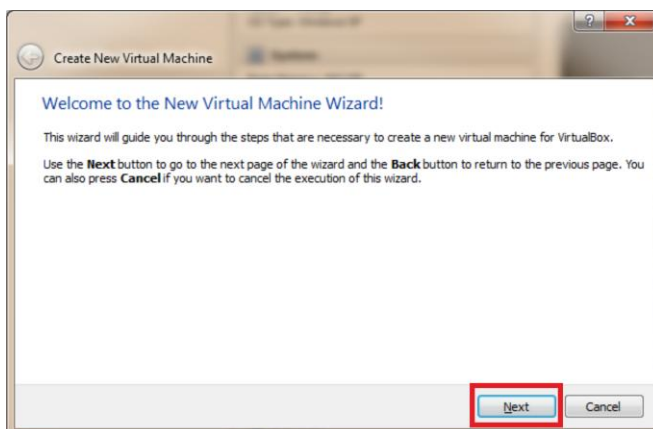 Create New Virtual Machine
Welcome to the New Virtual Machine Wizard!
This wizard will guide you through the steps that are necessary to create a new virtual machine for VirtualBox.
Use the Next button to go to the next page of the wizard and the Back button to return to the previous page. You
can also press Cancel if you want to cancel the execution of this wizard.
Next Cancel